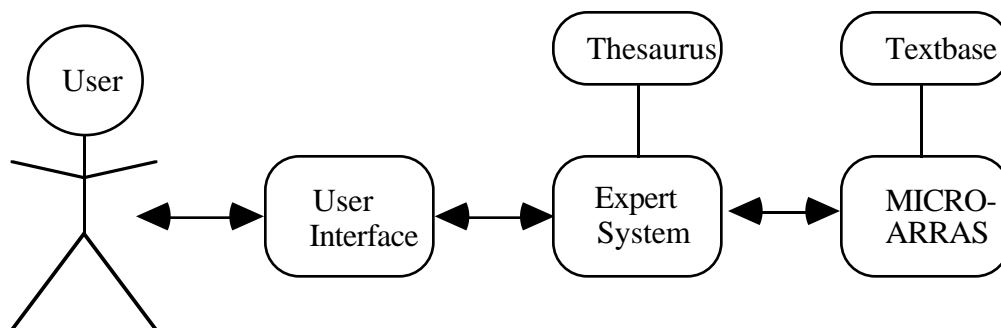 Thesaurus
Textbase
User
User
Interface
Expert
System
MICRO-
ARRAS